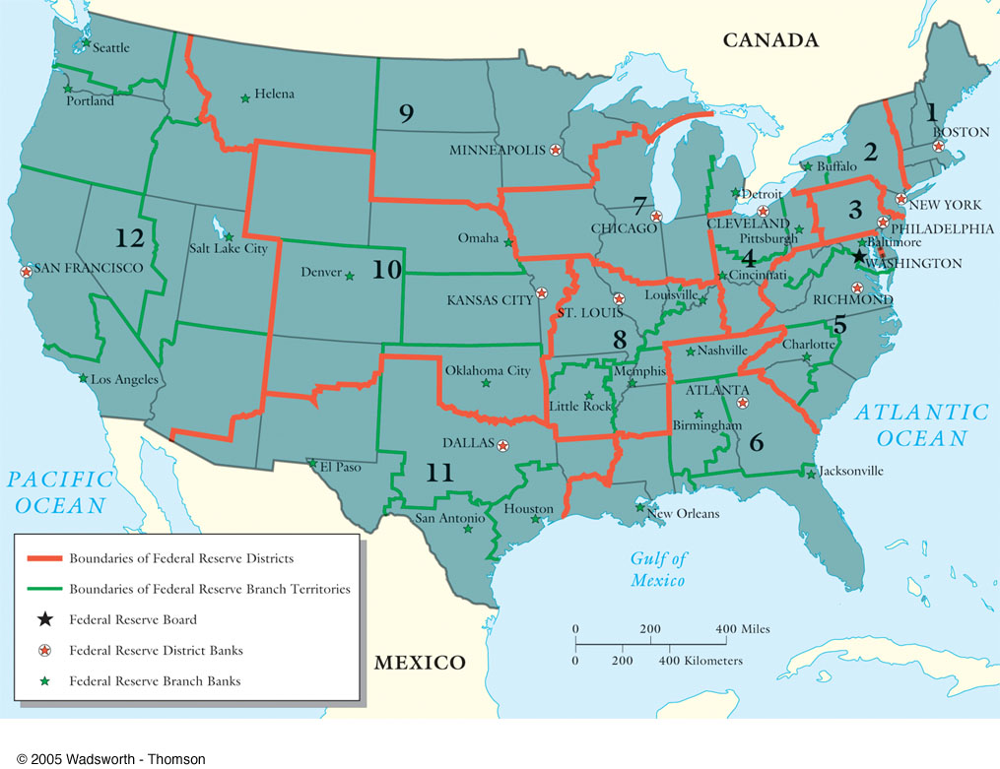 CANADA
Seattle
Portland
Helena
9
1
BOSTON
MINNEAPOLIS
2
Buffalo
Detroit
7
3
NEW YORK
CHICAGO
CLEVELAND
PHILADELPHIA
Pittsburgh
12
Omaha
Baltimore
Salt Lake City
4
WASHINGTON
SAN FRANCISCO
Denver
10
Cincinnati
KANSAS CITY
Louisville
RICHMOND
ST. LOUIS
8
5
Nashville
Charlotte
Los Angeles
Oklahoma City
Memphis
ATLANTA
Little Rock
Birmingham
ATLANTIC
OCEAN
DALLAS
6
PACIFIC
OCEAN
El Paso
11
Jacksonville
San Antonio
Houston
New Orleans
Gulf of
Mexico
Boundaries of Federal Reserve Districts
Boundaries of Federal Reserve Branch Territories
Federal Reserve Board
Federal Reserve District Banks
Federal Reserve Branch Banks
0 200 400 Miles
0 200 400 Kilometers
MEXICO
© 2005 Wadsworth - Thomson